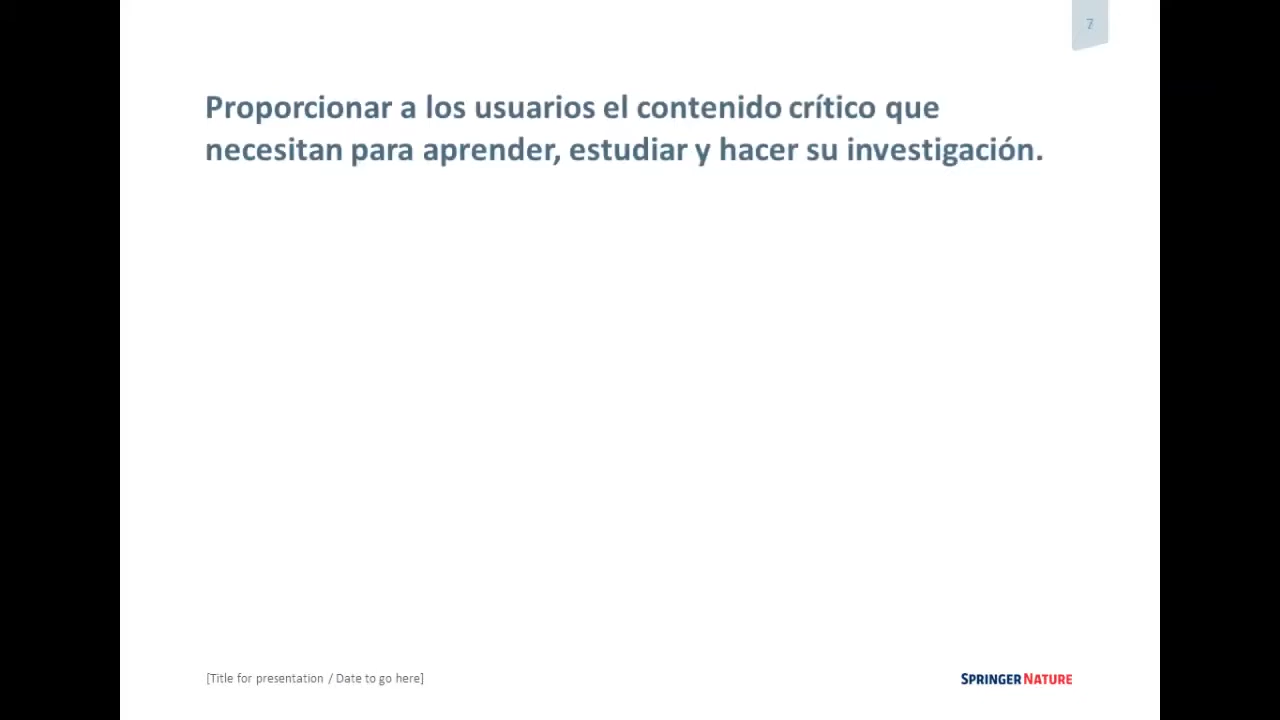 7
Proporcionar a los usuarios el contenido crítico que
necesitan para aprender, estudiar y hacer su investigación.
[Title for presentation / Date to go here]
SPRINGER NATURE